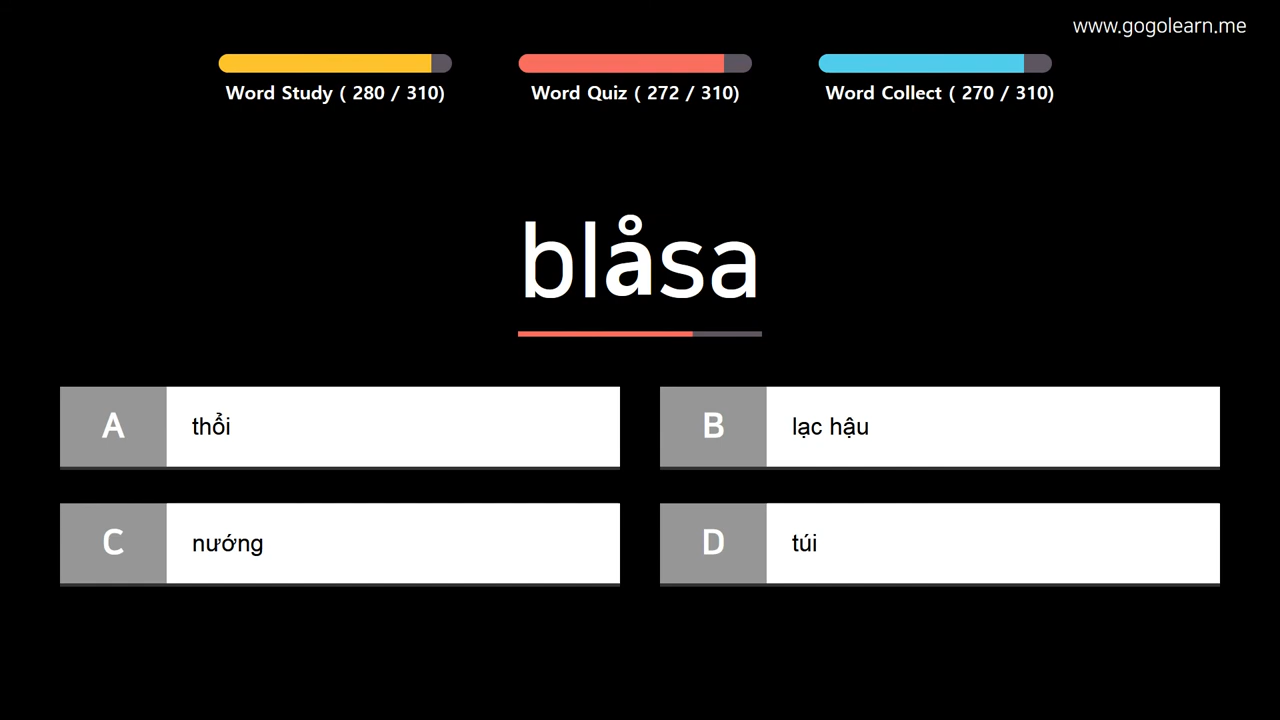 www.gogolearn.me
Word Study ( 280 / 310)
Word Quiz ( 272 / 310)
Word Collect ( 270 / 310)
blåsa
A thổi
B lạc hậu
C nướng
D túi